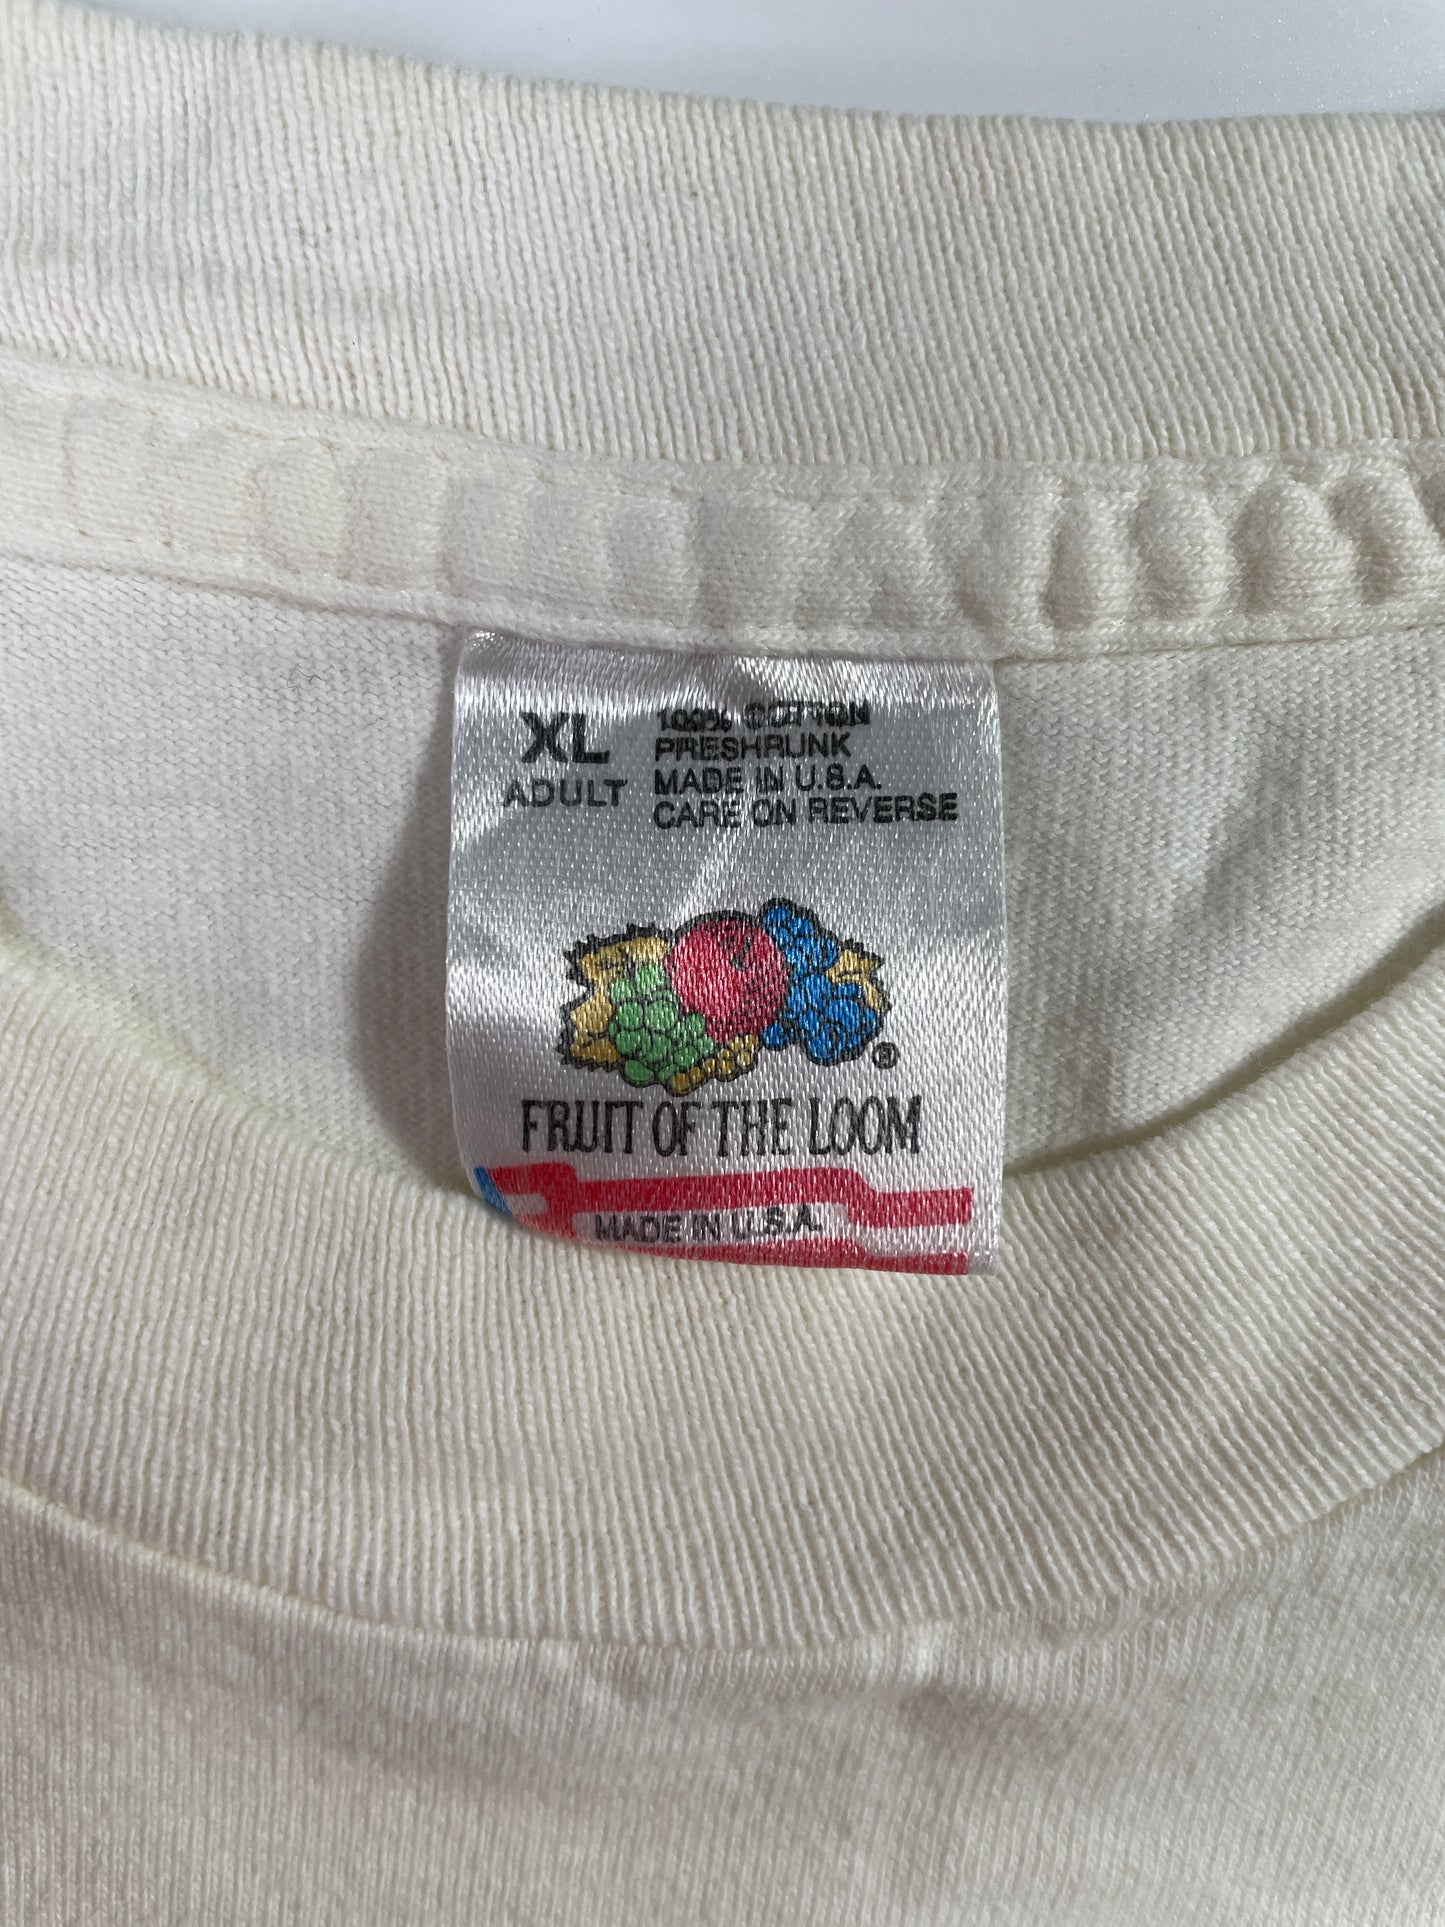 XL
ADULT
100% COTTON
PRESHRUNK
MADE IN U.S.A.
CARE ON REVERSE
®
FRUIT OF THE LOOM
MADE IN U.S.A.